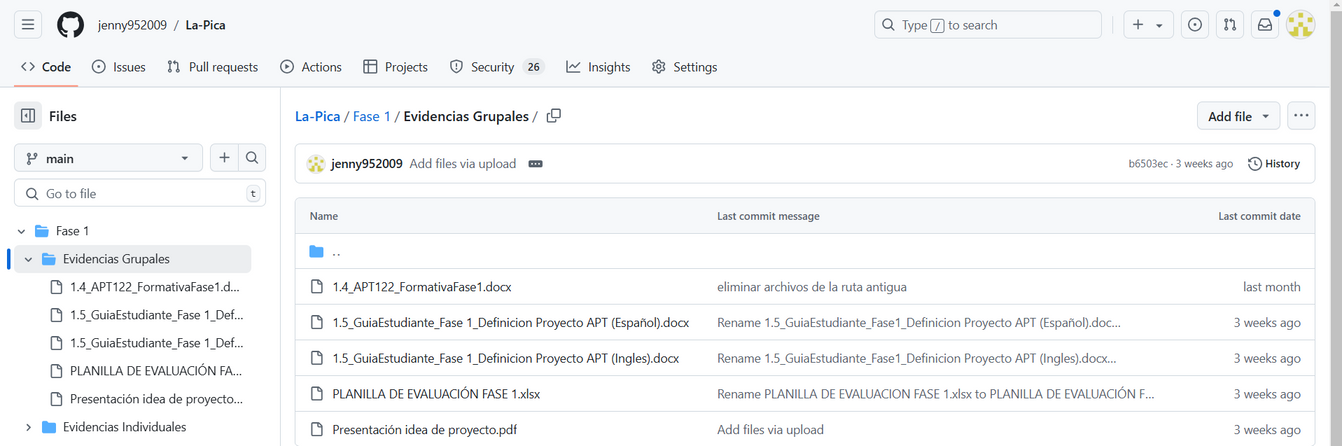 jenny952009 / La-Pica
Type / to search
Code Issues Pull requests Actions Projects Security 26 Insights Settings
Files
main
Go to file t
Fase 1
Evidencias Grupales
1.4_APT122_FormativaFase1.d...
1.5_GuiaEstudiante_Fase 1_Def...
1.5_GuiaEstudiante_Fase 1_Def...
PLANILLA DE EVALUACIÓN FA...
Presentación idea de proyecto...
Evidencias Individuales
La-Pica / Fase 1 / Evidencias Grupales /
Add file
jenny952009 Add files via upload
b6503ec · 3 weeks ago History
Name Last commit message Last commit date
..
1.4_APT122_FormativaFase1.docx eliminar archivos de la ruta antigua last month
1.5_GuiaEstudiante_Fase 1_Definicion Proyecto APT (Español).docx Rename 1.5_GuiaEstudiante_Fase1_Definicion Proyecto APT (Español).doc... 3 weeks ago
1.5_GuiaEstudiante_Fase 1_Definicion Proyecto APT (Ingles).docx Rename 1.5_GuiaEstudiante_Fase1_Definicion Proyecto APT (Ingles).docx... 3 weeks ago
PLANILLA DE EVALUACIÓN FASE 1.xlsx Rename PLANILLA DE EVALUACION FASE 1.xlsx to PLANILLA DE EVALUACIÓN F... 3 weeks ago
Presentación idea de proyecto.pdf Add files via upload 3 weeks ago